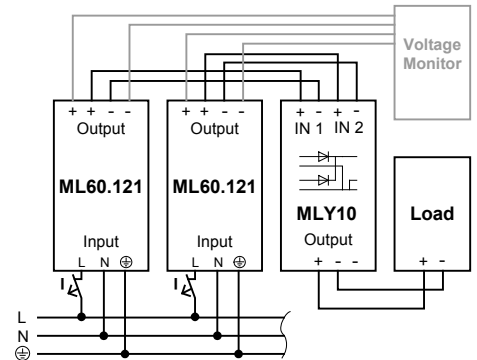 Voltage
Monitor
+ + - - + + - - + - + -
Output Output IN 1 IN 2
ML60.121 ML60.121 MLY10 Load
Input Input Output
L N ⏚ L N ⏚ + - - + -
I I
L
N
⏚